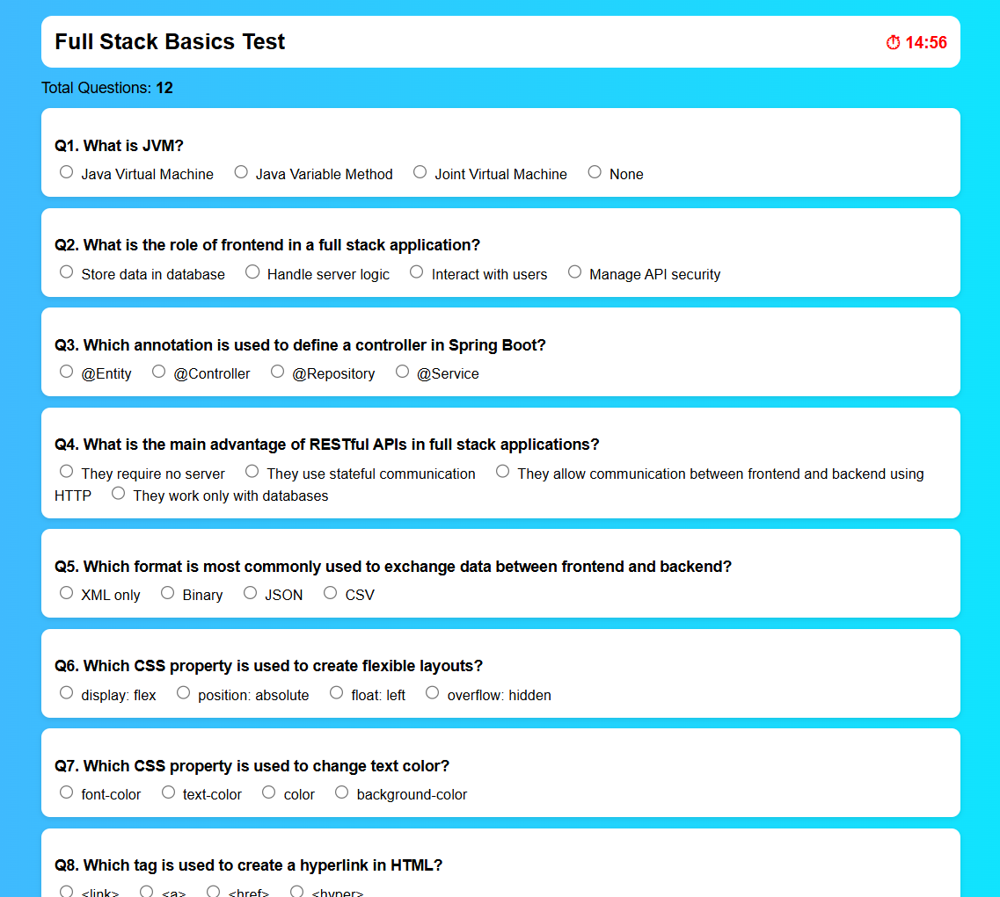 Full Stack Basics Test
⏱ 14:56
Total Questions: 12
Q1. What is JVM?
Java Virtual Machine Java Variable Method Joint Virtual Machine None
Q2. What is the role of frontend in a full stack application?
Store data in database Handle server logic Interact with users Manage API security
Q3. Which annotation is used to define a controller in Spring Boot?
@Entity @Controller @Repository @Service
Q4. What is the main advantage of RESTful APIs in full stack applications?
They require no server They use stateful communication They allow communication between frontend and backend using
HTTP They work only with databases
Q5. Which format is most commonly used to exchange data between frontend and backend?
XML only Binary JSON CSV
Q6. Which CSS property is used to create flexible layouts?
display: flex position: absolute float: left overflow: hidden
Q7. Which CSS property is used to change text color?
font-color text-color color background-color
Q8. Which tag is used to create a hyperlink in HTML?
<link> <a> <href> <hyper>